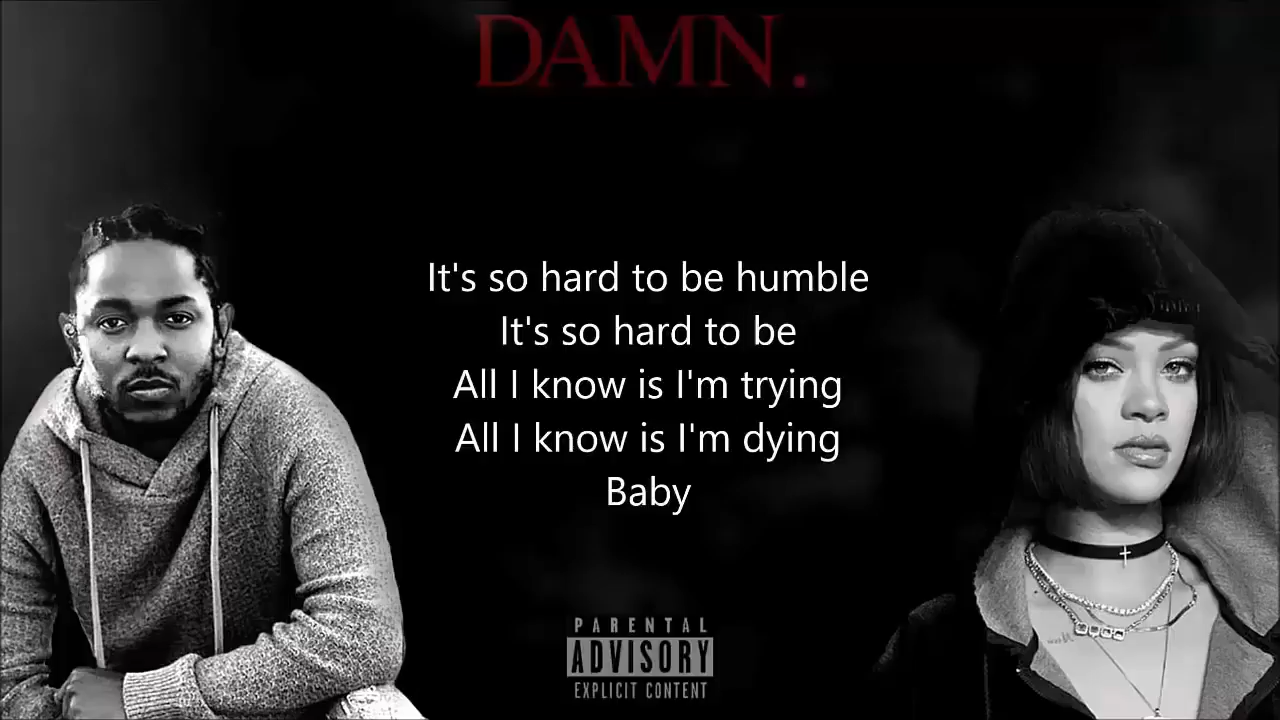 DAMN.
It's so hard to be humble
It's so hard to be
All I know is I'm trying
All I know is I'm dying
Baby
PARENTAL
ADVISORY
EXPLICIT CONTENT